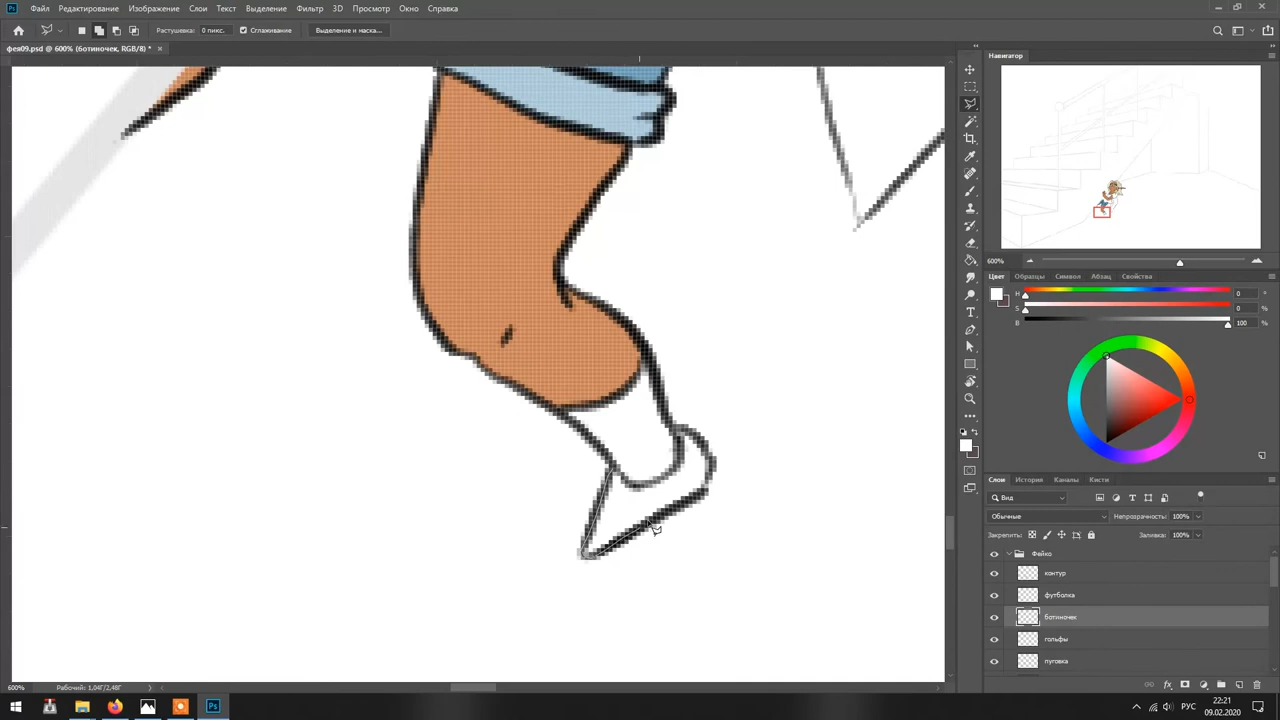 Файл Редактирование Изображение Слои Текст Выделение Фильтр 3D Просмотр Окно Справка
Растушевка: 0 пикс. Сглаживание Выделение и маска...
фея09.psd @ 600% (ботиночек, RGB/8) *
Навигатор
600%
Цвет Образцы Символ Абзац Свойства
H 0 °
S 0 %
B 100 %
Слои История Каналы Кисти
Вид
Обычные Непрозрачность: 100%
Закрепить: Заливка: 100%
Фейко
контур
футболка
ботиночек
гольфы
пуговка
600% Рабочий: 1,04Г/2,48Г
РУС 22:21
09.02.2020